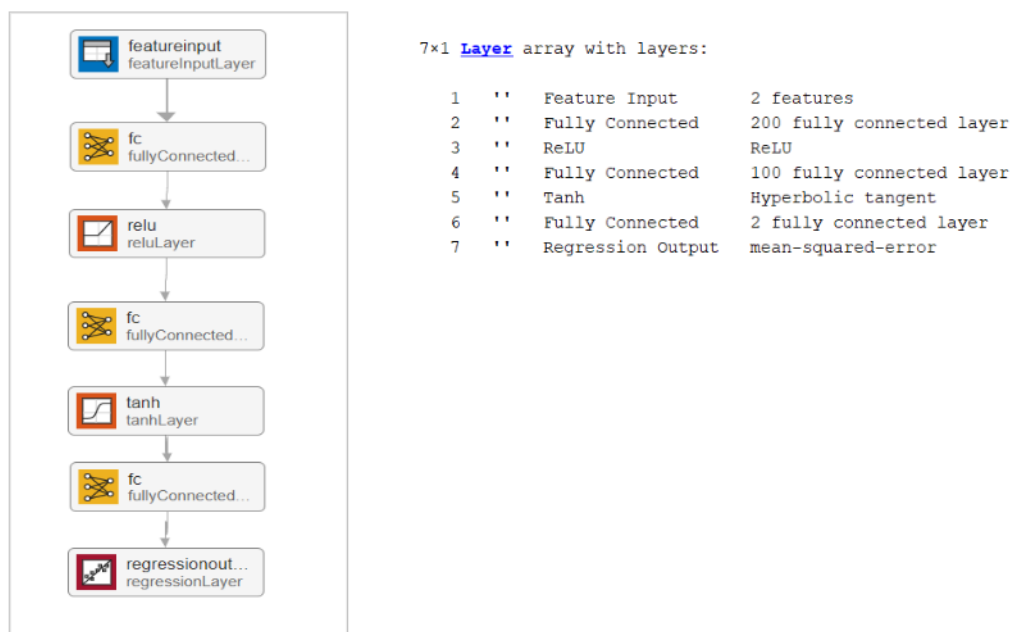 featureinput
featureInputLayer
fc
fullyConnected...
relu
reluLayer
fc
fullyConnected...
tanh
tanhLayer
fc
fullyConnected...
regressionout...
regressionLayer
7×1 Layer array with layers:
1 '' Feature Input 2 features
2 '' Fully Connected 200 fully connected layer
3 '' ReLU ReLU
4 '' Fully Connected 100 fully connected layer
5 '' Tanh Hyperbolic tangent
6 '' Fully Connected 2 fully connected layer
7 '' Regression Output mean-squared-error